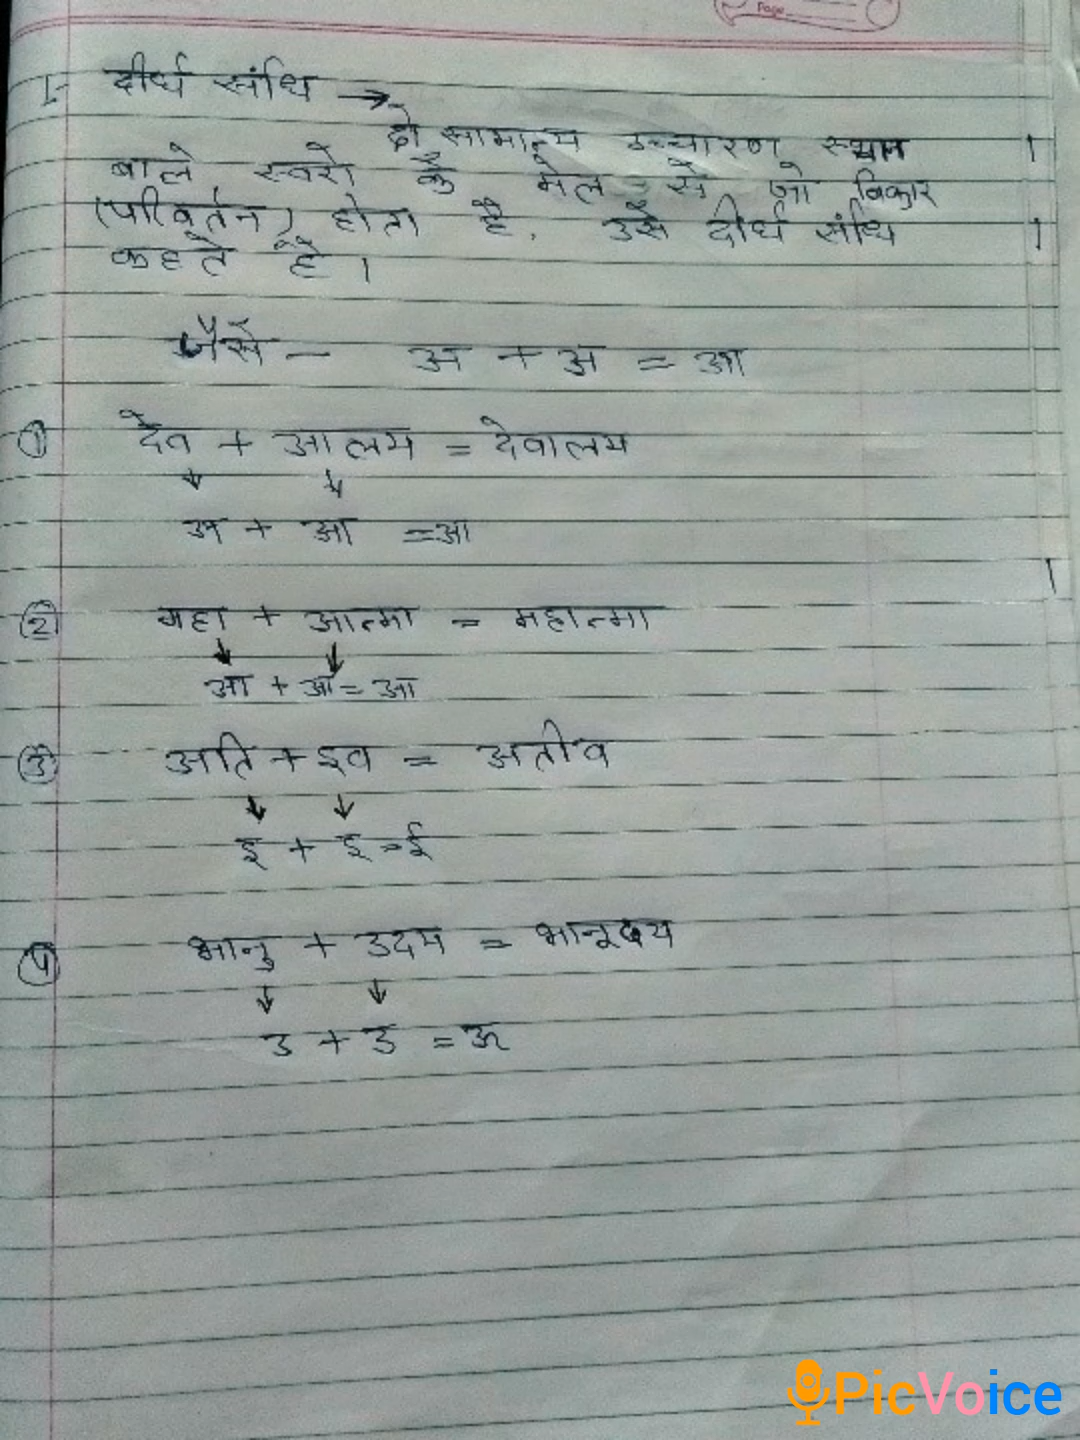 Page
1- दीर्घ संधि →
दो सामान्य उच्चारण स्थान
बाले स्वरो के मेल से जो विकार
(परिवर्तन) होता है, उसे दीर्घ संधि
कहते है।
जैसे - अ + अ = आ
① देव + आलय = देवालय
↓ ↓
अ + आ = आ
② महा + आत्मा = महात्मा
↓ ↓
आ + आ = आ
③ अति + इव = अतीव
↓ ↓
इ + इ = ई
④ भानु + उदय = भानूदय
↓ ↓
उ + उ = ऊ
PicVoice